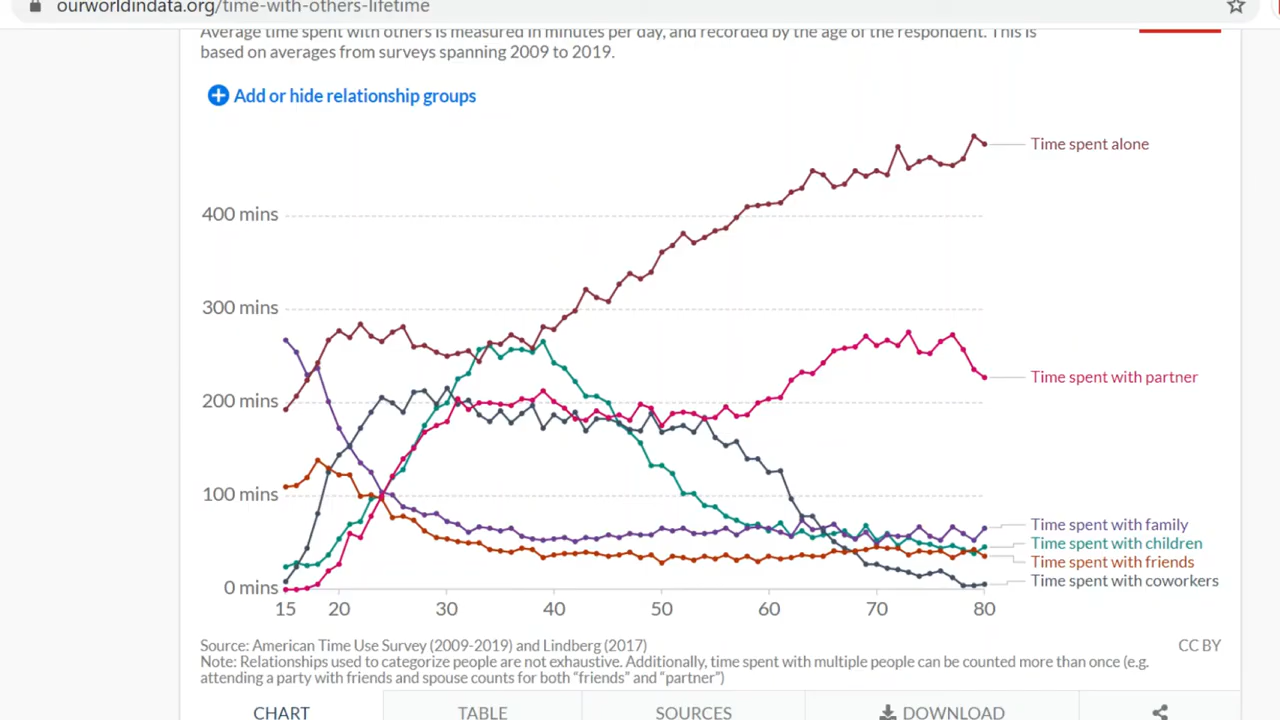 ourworldindata.org/time-with-others-lifetime
Average time spent with others is measured in minutes per day, and recorded by the age of the respondent. This is
based on averages from surveys spanning 2009 to 2019.
Add or hide relationship groups
Time spent alone
400 mins
300 mins
Time spent with partner
200 mins
100 mins
Time spent with family
Time spent with children
Time spent with friends
Time spent with coworkers
0 mins
15 20 30 40 50 60 70 80
Source: American Time Use Survey (2009-2019) and Lindberg (2017)
CC BY
Note: Relationships used to categorize people are not exhaustive. Additionally, time spent with multiple people can be counted more than once (e.g.
attending a party with friends and spouse counts for both “friends” and “partner”)
CHART TABLE SOURCES DOWNLOAD